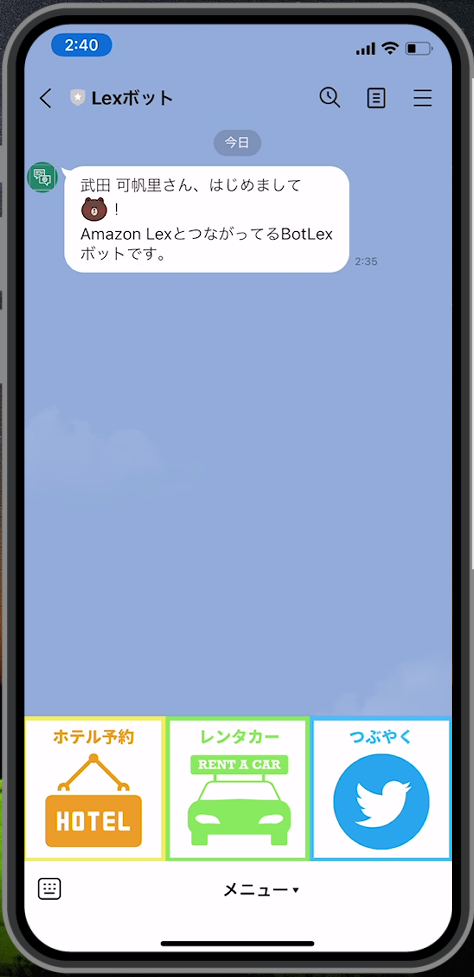 2:40
Lexボット
今日
武田 可帆里さん、はじめまして
！
Amazon LexとつながってるBotLex
ボットです。
2:35
ホテル予約
レンタカー
つぶやく
HOTEL
RENT A CAR
メニュー ▾